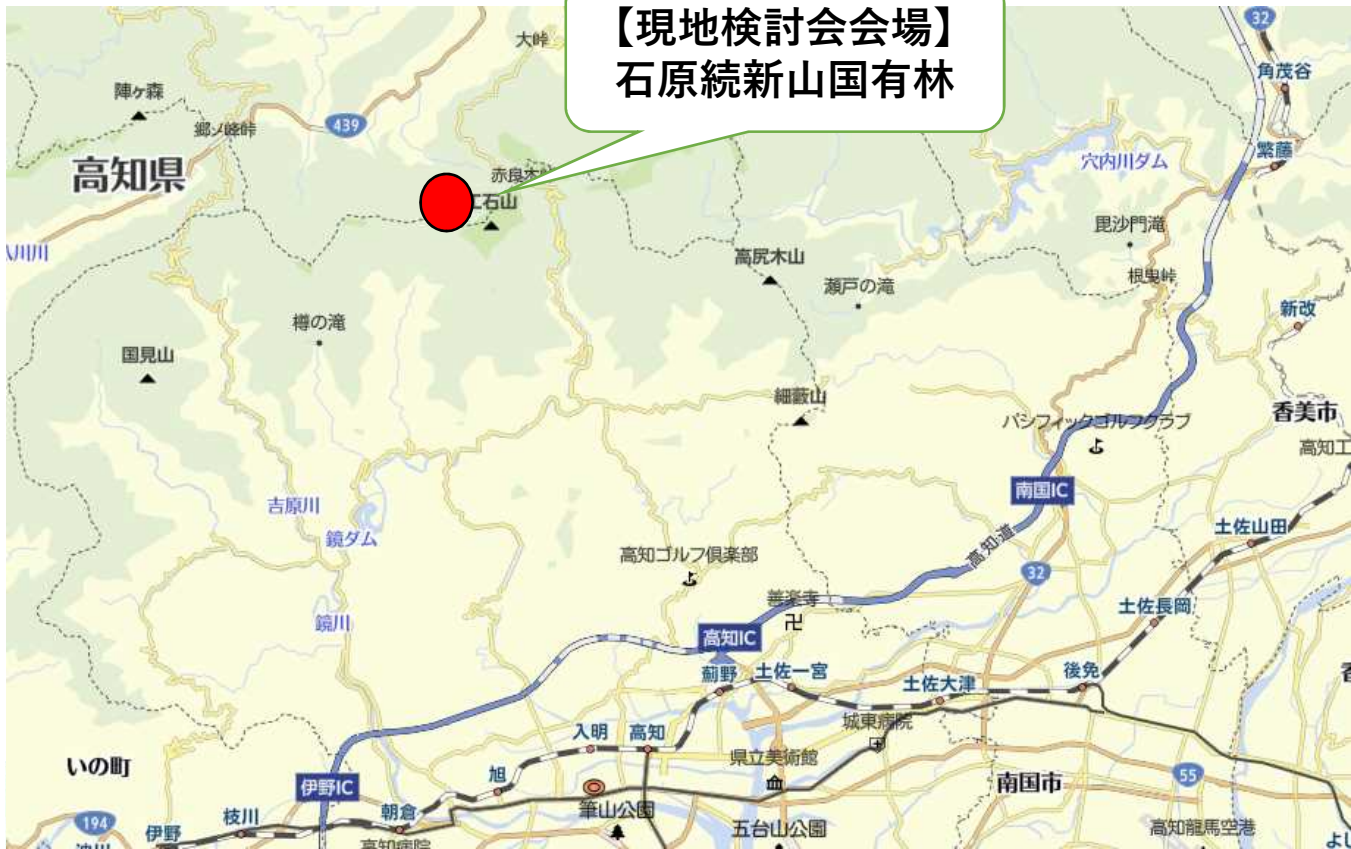 【現地検討会会場】
石原続新山国有林
32
大峠
角茂谷
陣ヶ森
郷ノ峰峠
439
繁藤
穴内川ダム
高知県
赤良木
工石山
毘沙門滝
高尻木山
根曳峠
瀬戸の滝
新改
樽の滝
国見山
細藪山
香美市
パシフィックゴルフクラブ
高知工
南国IC
吉原川
土佐山田
鏡ダム
高知道
高知ゴルフ倶楽部
32
善楽寺
土佐長岡
鏡川
高知IC
薊野
土佐一宮
土佐大津
後免
城東病院
入明
高知
県立美術館
いの町
旭
伊野IC
55
南国市
筆山公園
朝倉
枝川
伊野
194
五台山公園
高知龍馬空港
高知病院